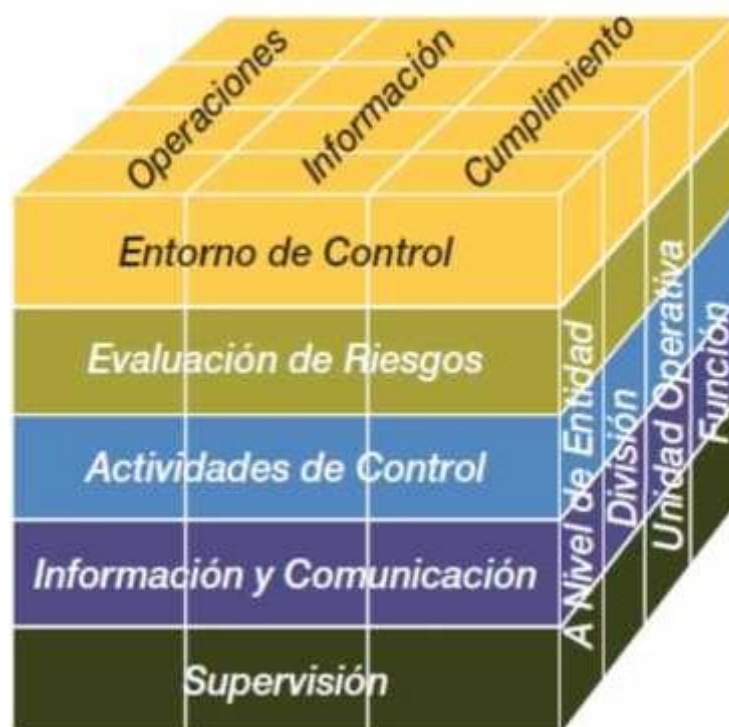 Operaciones
Información
Cumplimiento
Entorno de Control
Evaluación de Riesgos
Actividades de Control
Información y Comunicación
Supervisión
A Nivel de Entidad
División
Unidad Operativa
Función